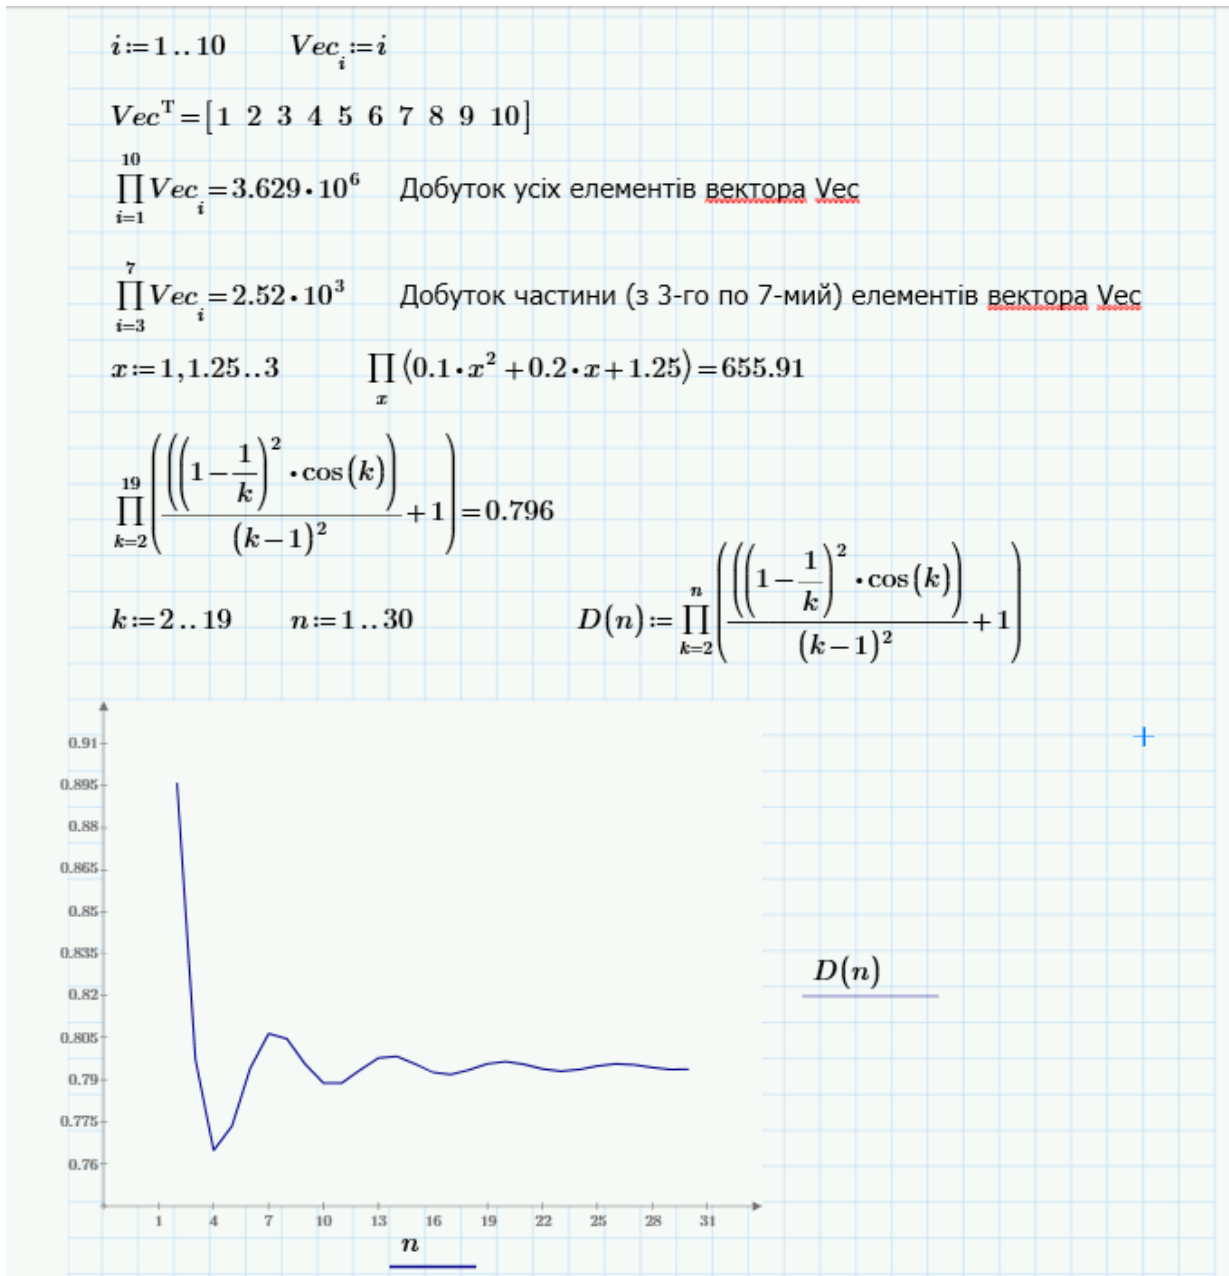 i:=1..10 Vec_i:=i
Vec^T=[1 2 3 4 5 6 7 8 9 10]
∏_{i=1}^{10} Vec_i=3.629•10^6 Добуток усіх елементів вектора Vec
∏_{i=3}^{7} Vec_i=2.52•10^3 Добуток частини (з 3-го по 7-мий) елементів вектора Vec
x:=1,1.25..3 ∏_x (0.1•x^2+0.2•x+1.25)=655.91
∏_{k=2}^{19} ((((1-1/k)^2•cos(k)))/(k-1)^2+1)=0.796
k:=2..19 n:=1..30 D(n):=∏_{k=2}^{n} ((((1-1/k)^2•cos(k)))/(k-1)^2+1)
0.91
0.895
0.88
0.865
0.85
0.835
0.82
0.805
0.79
0.775
0.76
D(n)
1 4 7 10 13 16 19 22 25 28 31
n